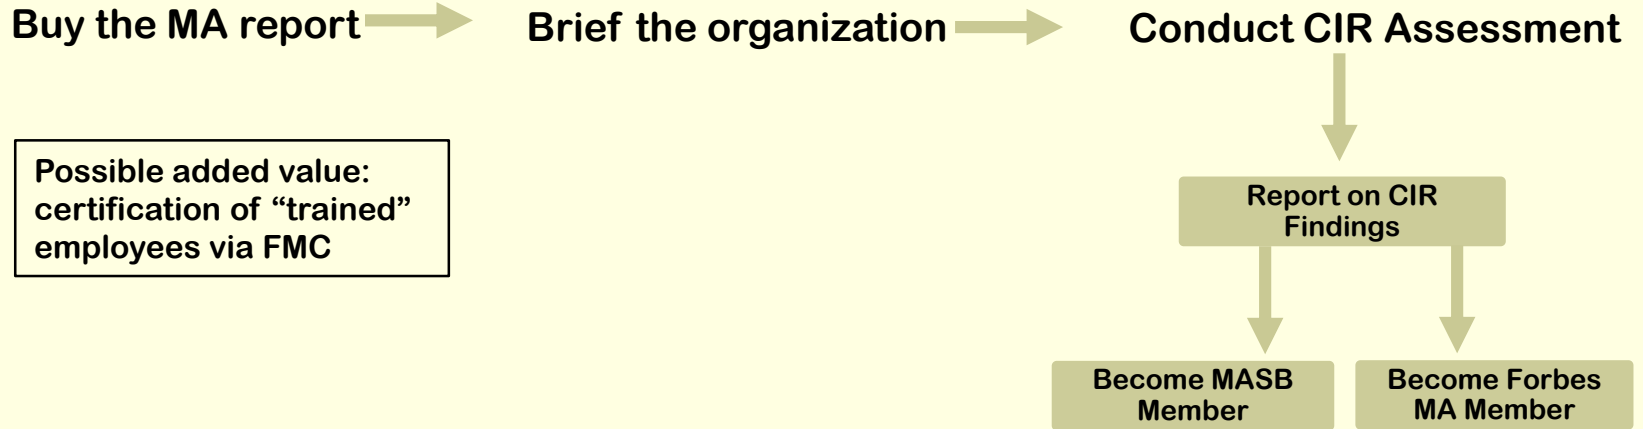 Buy the MA report
Brief the organization
Conduct CIR Assessment
Possible added value:
certification of “trained”
employees via FMC
Report on CIR
Findings
Become MASB
Member
Become Forbes
MA Member